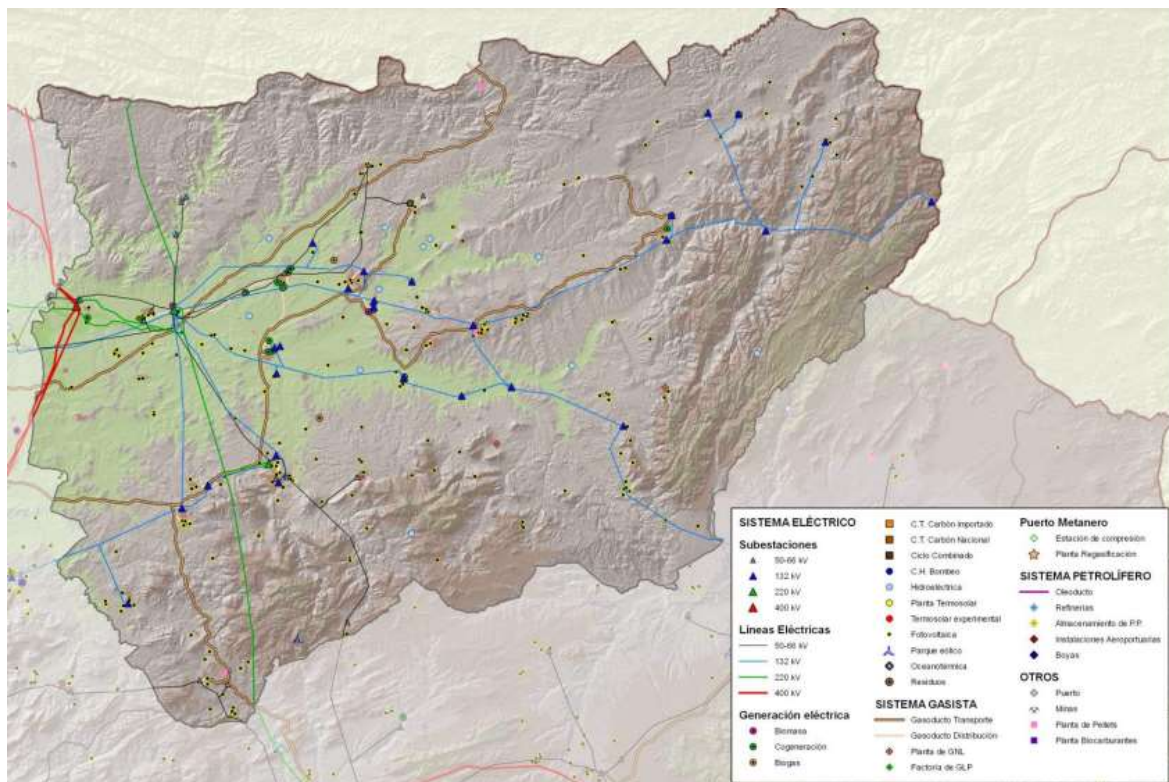 SISTEMA ELÉCTRICO
Subestaciones
50-66 kV
132 kV
220 kV
400 kV
Líneas Eléctricas
50-66 kV
132 kV
220 kV
400 kV
Generación eléctrica
Biomasa
Cogeneración
Biogas
C.T. Carbón Importado
C.T. Carbón Nacional
Ciclo Combinado
C.H. Bombeo
Hidroeléctrica
Planta Termosolar
Termosolar experimental
Fotovoltaica
Parque eólico
Oceanotérmica
Residuos
SISTEMA GASISTA
Gasoducto Transporte
Gasoducto Distribución
Planta de GNL
Factoría de GLP
Puerto Metanero
Estación de compresión
Planta Regasificación
SISTEMA PETROLÍFERO
Oleoducto
Refinerías
Almacenamiento de P.P.
Instalaciones Aeroportuarias
Boyas
OTROS
Puerto
Minas
Planta de Pellets
Planta Biocarburantes